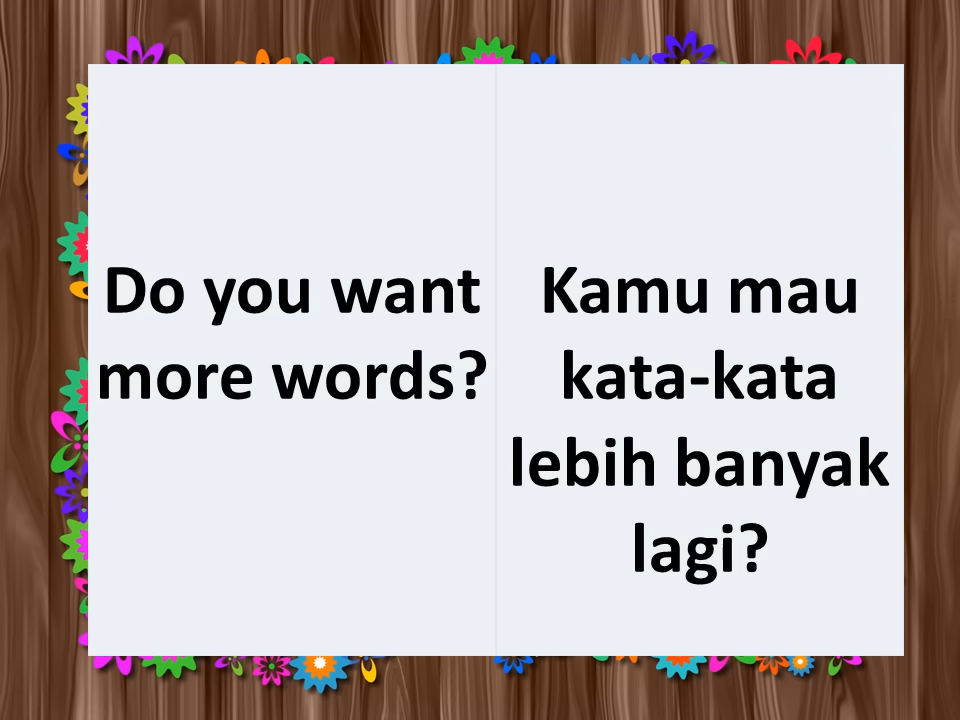 Do you want
more words?
Kamu mau
kata-kata
lebih banyak
lagi?